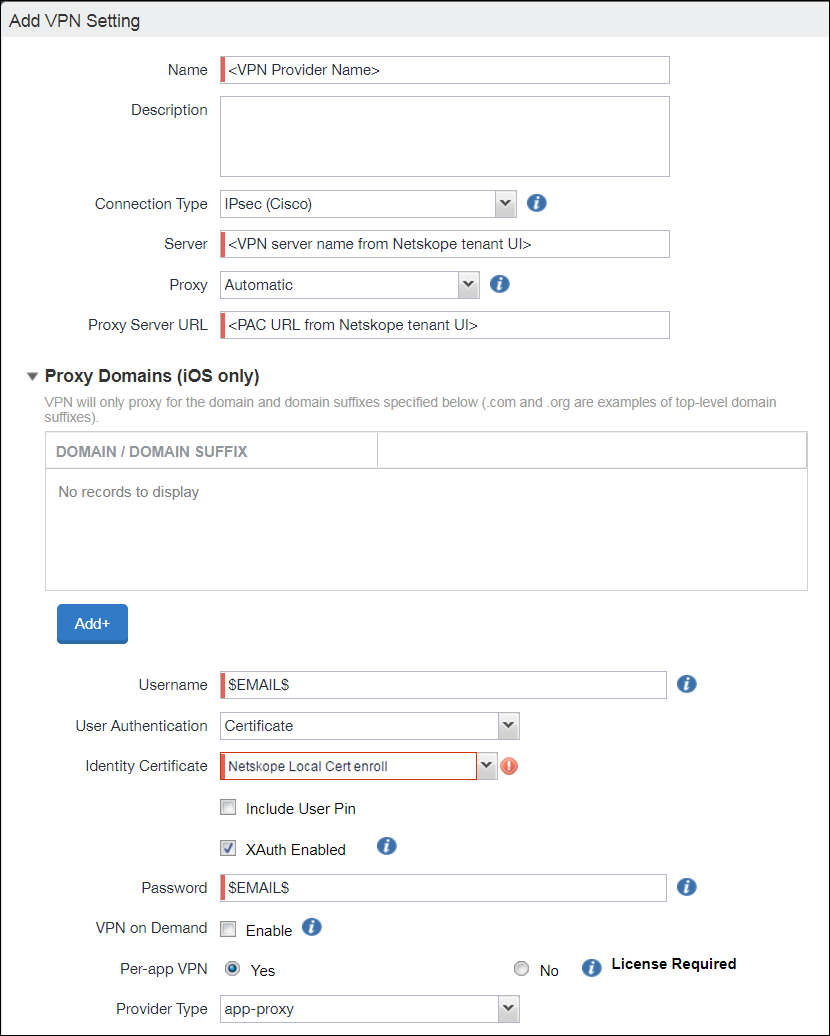 Add VPN Setting
Name <VPN Provider Name>
Description
Connection Type IPsec (Cisco)
Server <VPN server name from Netskope tenant UI>
Proxy Automatic
Proxy Server URL <PAC URL from Netskope tenant UI>
Proxy Domains (iOS only)
VPN will only proxy for the domain and domain suffixes specified below (.com and .org are examples of top-level domain
suffixes).
DOMAIN / DOMAIN SUFFIX
No records to display
Add+
Username $EMAIL$
User Authentication Certificate
Identity Certificate Netskope Local Cert enroll
Include User Pin
XAuth Enabled
Password $EMAIL$
VPN on Demand Enable
Per-app VPN Yes No License Required
Provider Type app-proxy